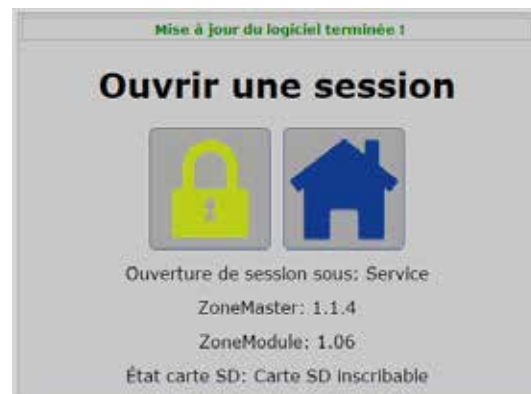 Mise à jour du logiciel terminée !
Ouvrir une session
Ouverture de session sous: Service
ZoneMaster: 1.1.4
ZoneModule: 1.06
État carte SD: Carte SD inscribable